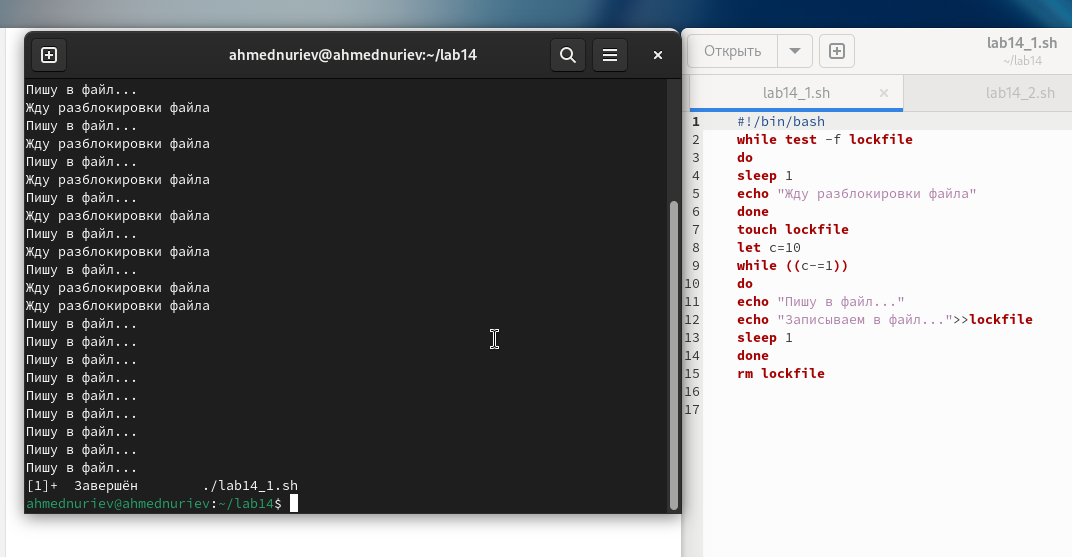 ahmednuriev@ahmednuriev:~/lab14
Пишу в файл...
Жду разблокировки файла
Пишу в файл...
Жду разблокировки файла
Пишу в файл...
Жду разблокировки файла
Пишу в файл...
Жду разблокировки файла
Пишу в файл...
Жду разблокировки файла
Пишу в файл...
Жду разблокировки файла
Жду разблокировки файла
Пишу в файл...
Пишу в файл...
Пишу в файл...
Пишу в файл...
Пишу в файл...
Пишу в файл...
Пишу в файл...
Пишу в файл...
Пишу в файл...
[1]+  Завершён        ./lab14_1.sh
ahmednuriev@ahmednuriev:~/lab14$
Открыть
lab14_1.sh
~/lab14
lab14_1.sh
lab14_2.sh
1 #!/bin/bash
2 while test -f lockfile
3 do
4 sleep 1
5 echo "Жду разблокировки файла"
6 done
7 touch lockfile
8 let c=10
9 while ((c-=1))
10 do
11 echo "Пишу в файл..."
12 echo "Записываем в файл...">>lockfile
13 sleep 1
14 done
15 rm lockfile
16
17